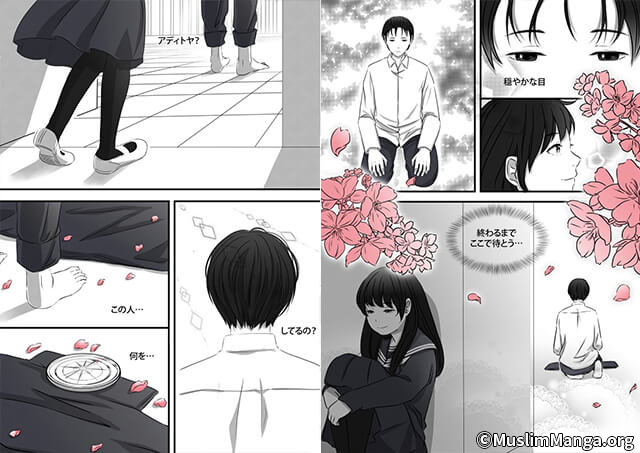 アディトヤ?
この人…
何を…
してるの?
穏やかな目
終わるまで
ここで待とう…
©MuslimManga.org